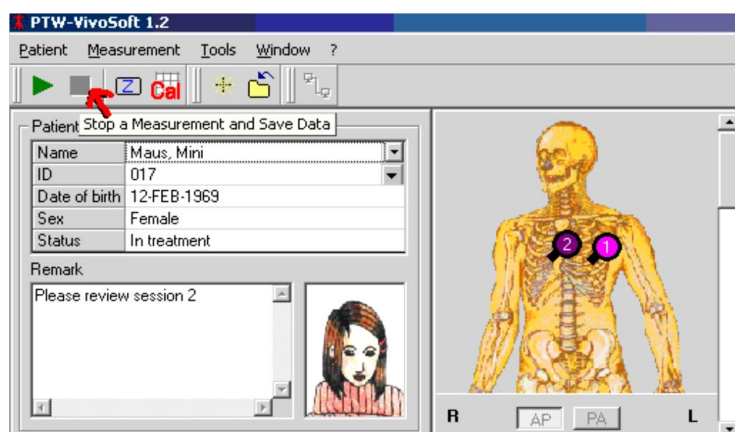 PTW-VivoSoft 1.2
Patient Measurement Tools Window ?
Z Cal
Patient
Stop a Measurement and Save Data
Name Maus, Mini
ID 017
Date of birth 12-FEB-1969
Sex Female
Status In treatment
Remark
Please review session 2
2 1
R AP PA L